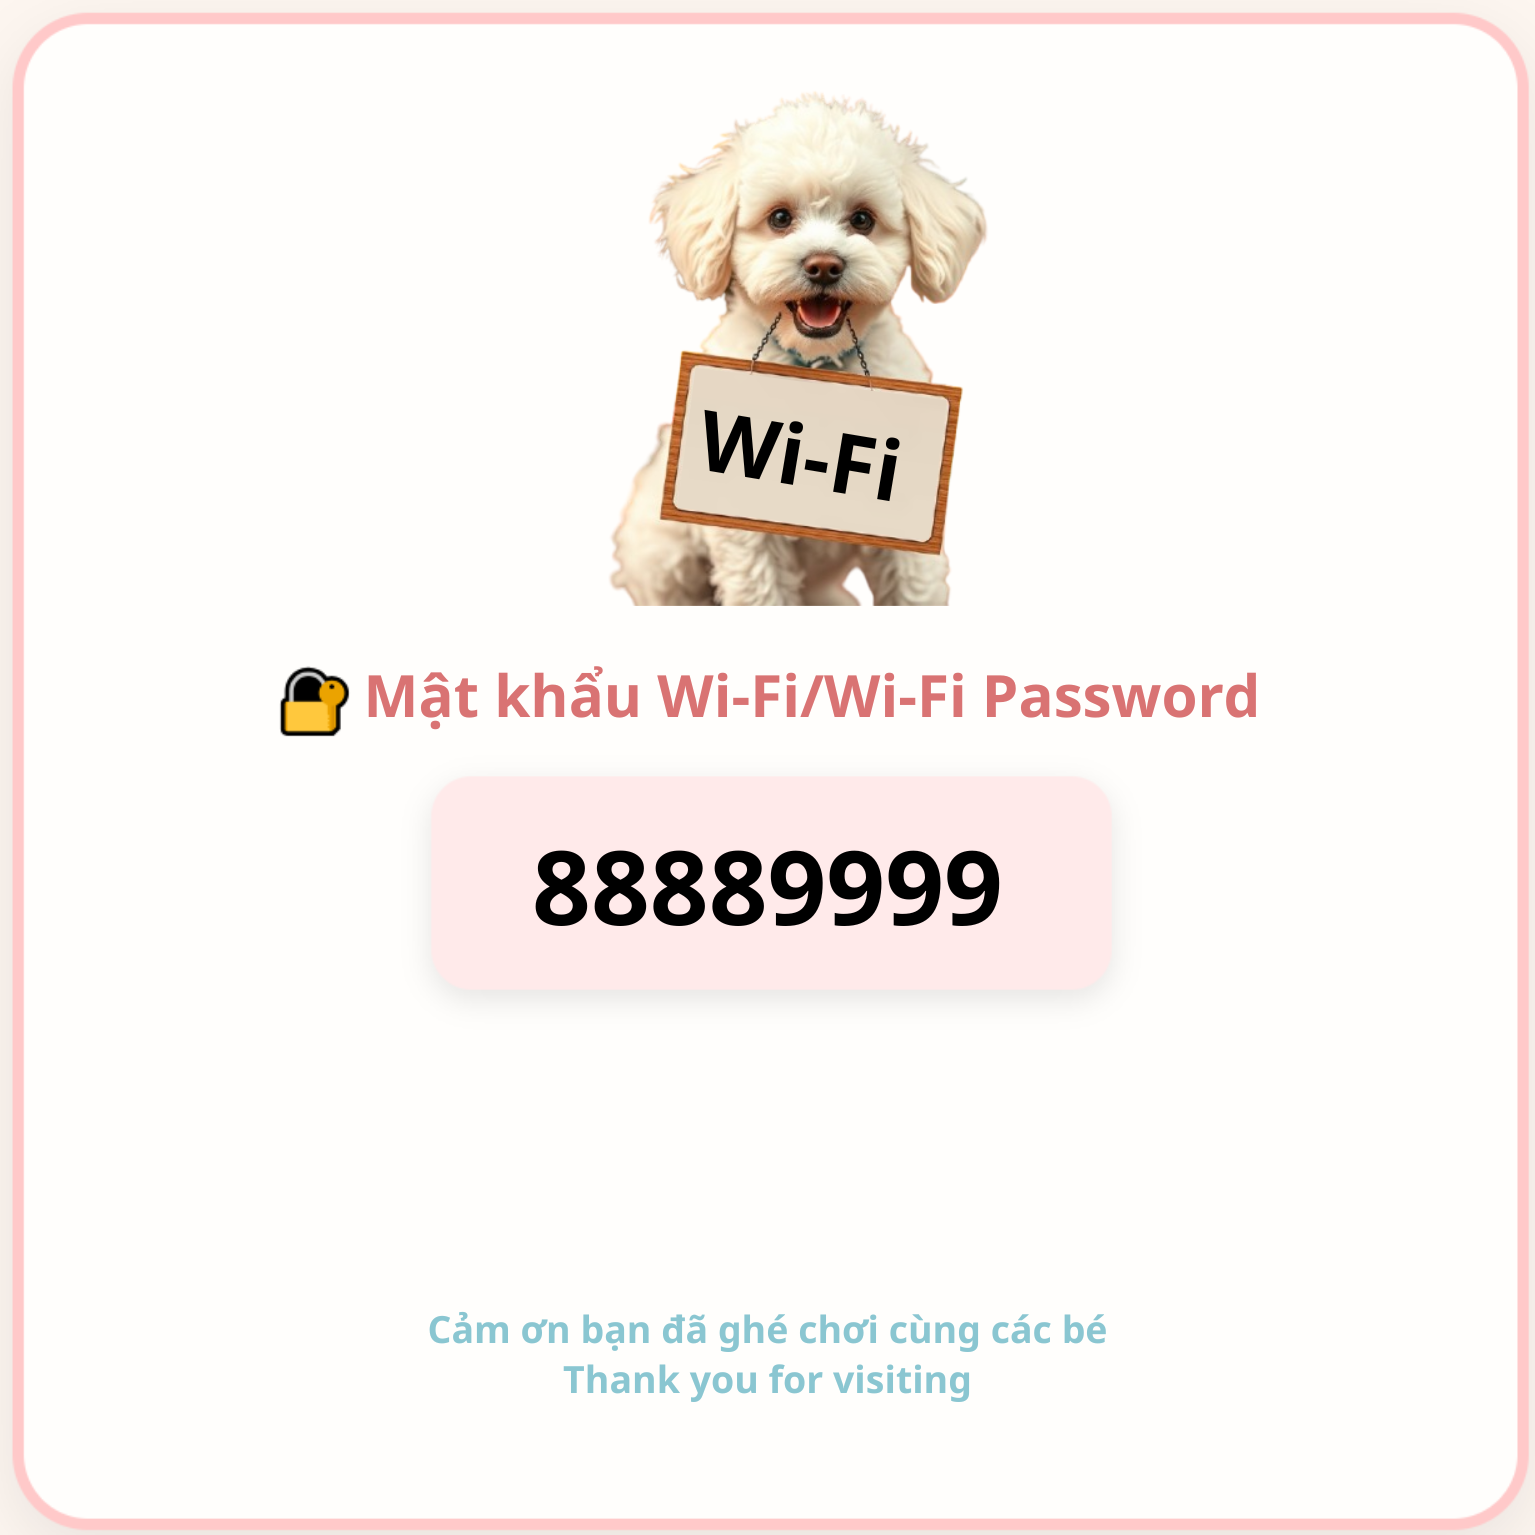 Wi-Fi
Mật khẩu Wi-Fi/Wi-Fi Password
88889999
Cảm ơn bạn đã ghé chơi cùng các bé
Thank you for visiting